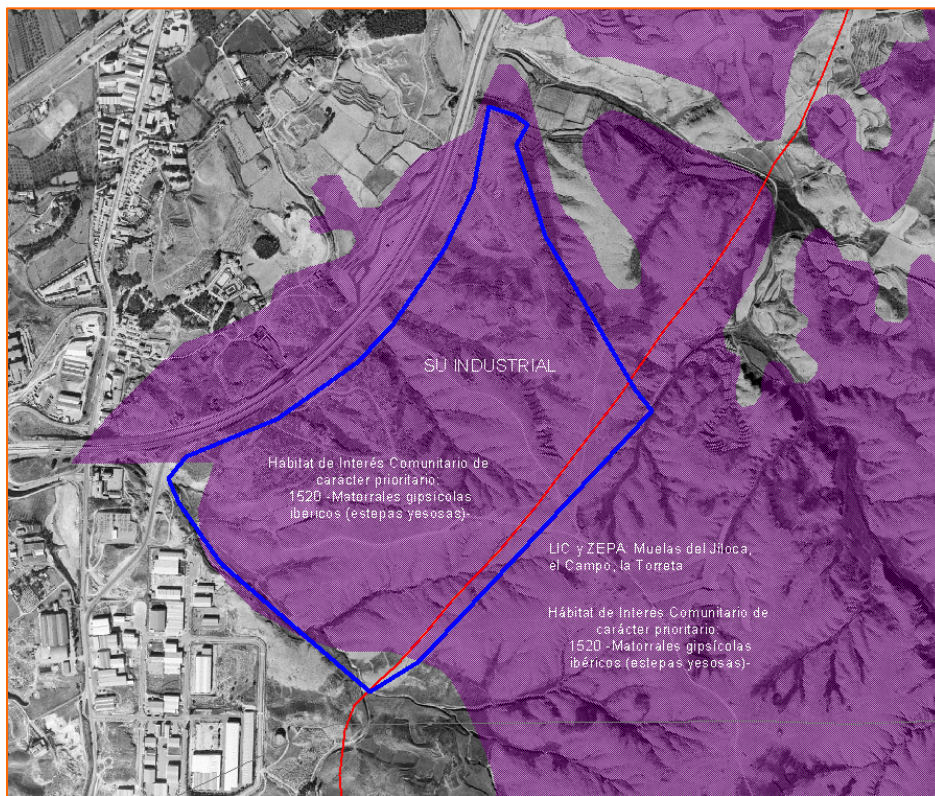 SU INDUSTRIAL
Hábitat de Interés Comunitario de
carácter prioritario:
1520 -Matorrales gipsícolas
ibéricos (estepas yesosas)-
LIC y ZEPA: Muelas del Jiloca,
el Campo, la Torreta
Hábitat de Interés Comunitario de
carácter prioritario:
1520 -Matorrales gipsícolas
ibéricos (estepas yesosas)-